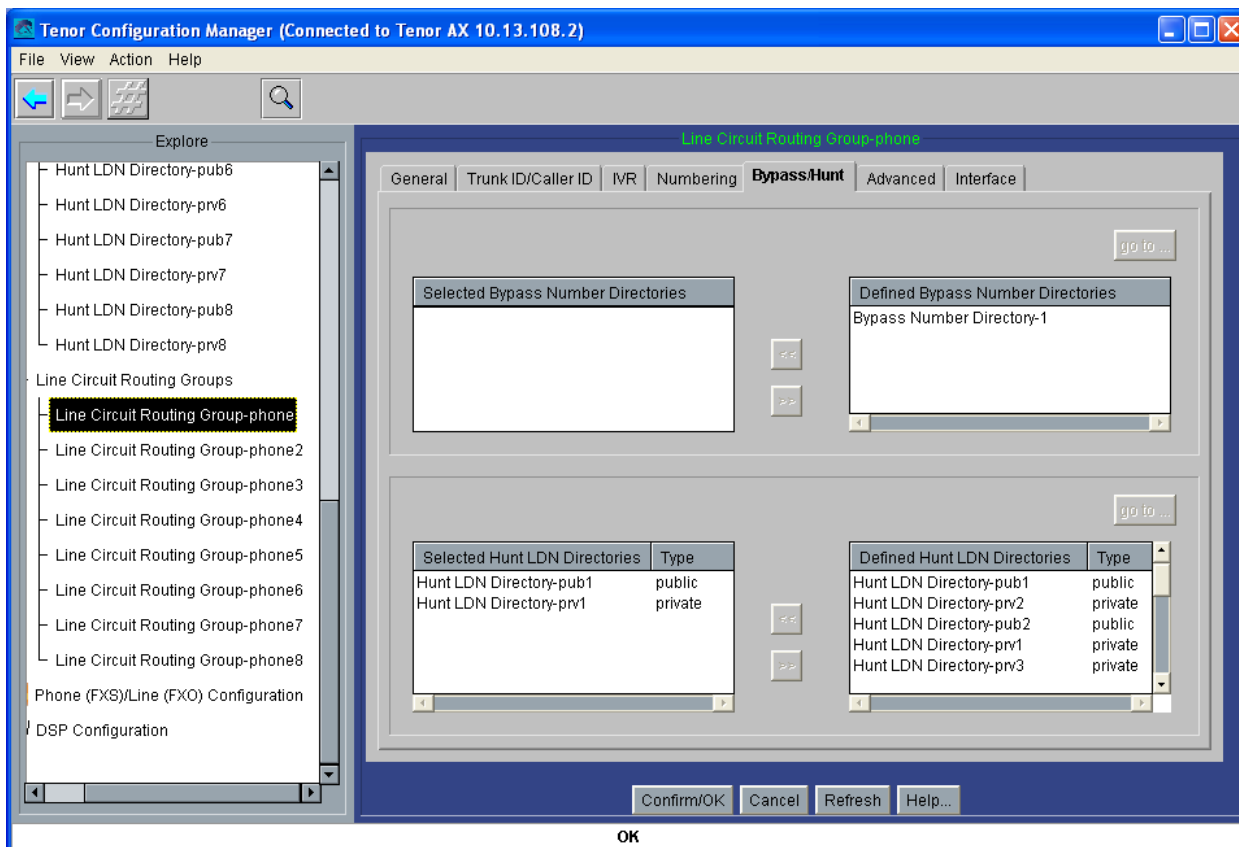 Tenor Configuration Manager (Connected to Tenor AX 10.13.108.2)
File View Action Help
Explore
Hunt LDN Directory-pub6
Hunt LDN Directory-prv6
Hunt LDN Directory-pub7
Hunt LDN Directory-prv7
Hunt LDN Directory-pub8
Hunt LDN Directory-prv8
Line Circuit Routing Groups
Line Circuit Routing Group-phone
Line Circuit Routing Group-phone2
Line Circuit Routing Group-phone3
Line Circuit Routing Group-phone4
Line Circuit Routing Group-phone5
Line Circuit Routing Group-phone6
Line Circuit Routing Group-phone7
Line Circuit Routing Group-phone8
Phone (FXS)/Line (FXO) Configuration
DSP Configuration
Line Circuit Routing Group-phone
General Trunk ID/Caller ID IVR Numbering Bypass/Hunt Advanced Interface
go to ...
Selected Bypass Number Directories
<<
>>
Defined Bypass Number Directories
Bypass Number Directory-1
go to ...
Selected Hunt LDN Directories Type
Hunt LDN Directory-pub1 public
Hunt LDN Directory-prv1 private
<<
>>
Defined Hunt LDN Directories Type
Hunt LDN Directory-pub1 public
Hunt LDN Directory-prv2 private
Hunt LDN Directory-pub2 public
Hunt LDN Directory-prv1 private
Hunt LDN Directory-prv3 private
Confirm/OK Cancel Refresh Help...
OK